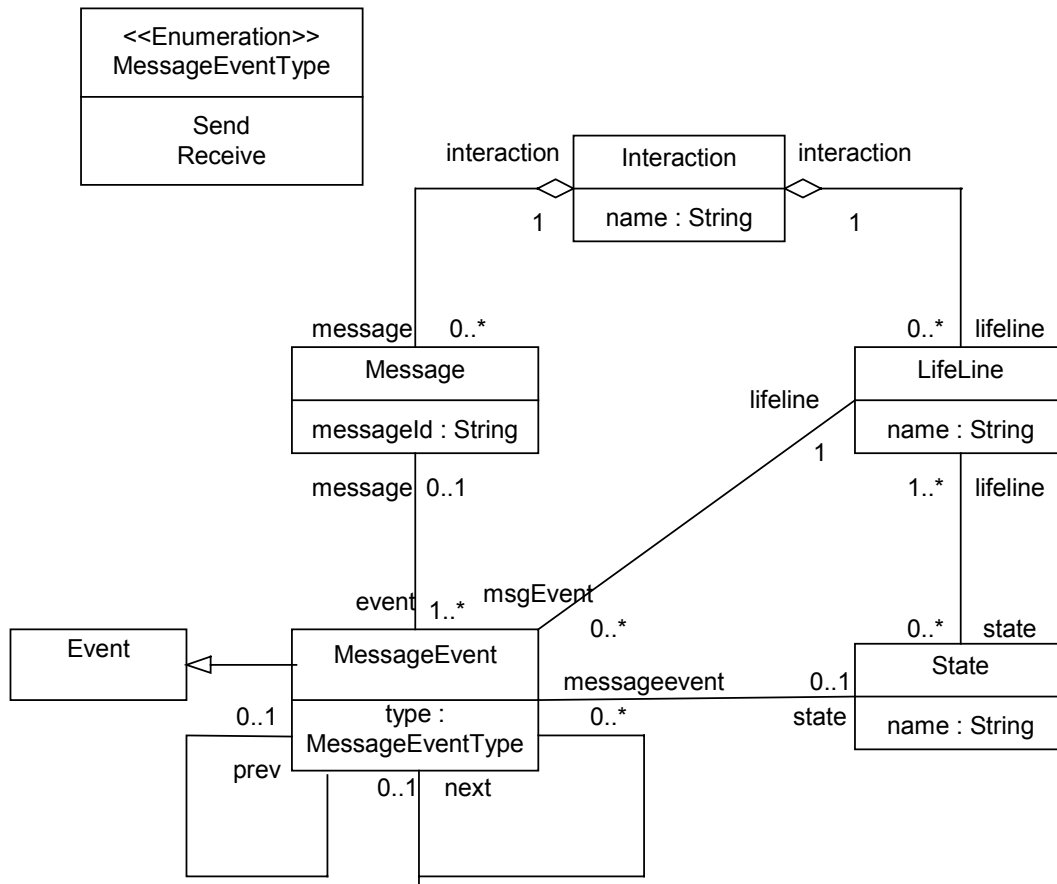 <<Enumeration>>
MessageEventType
Send
Receive
interaction
Interaction
interaction
1
name : String
1
message
0..*
0..*
lifeline
Message
LifeLine
messageId : String
lifeline
name : String
1
message
0..1
1..*
lifeline
event
1..*
msgEvent
0..*
0..*
state
Event
MessageEvent
State
messageevent
0..1
0..1
type :
MessageEventType
0..*
state
name : String
prev
0..1
next